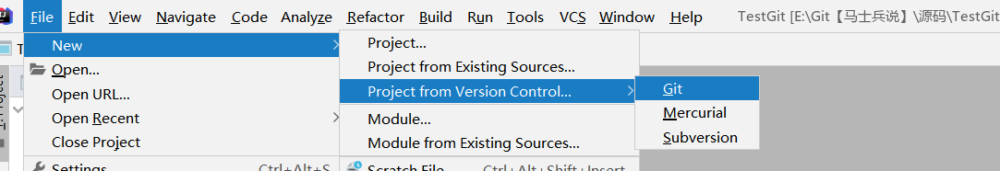 File Edit View Navigate Code Analyze Refactor Build Run Tools VCS Window Help TestGit [E:\Git【马士兵说】\源码\TestGit
New
Open...
Open URL...
Open Recent
Close Project
Settings Ctrl+Alt+S
Project...
Project from Existing Sources...
Project from Version Control...
Module...
Module from Existing Sources...
Scratch File Ctrl+Alt+Shift+Insert
Git
Mercurial
Subversion
Project